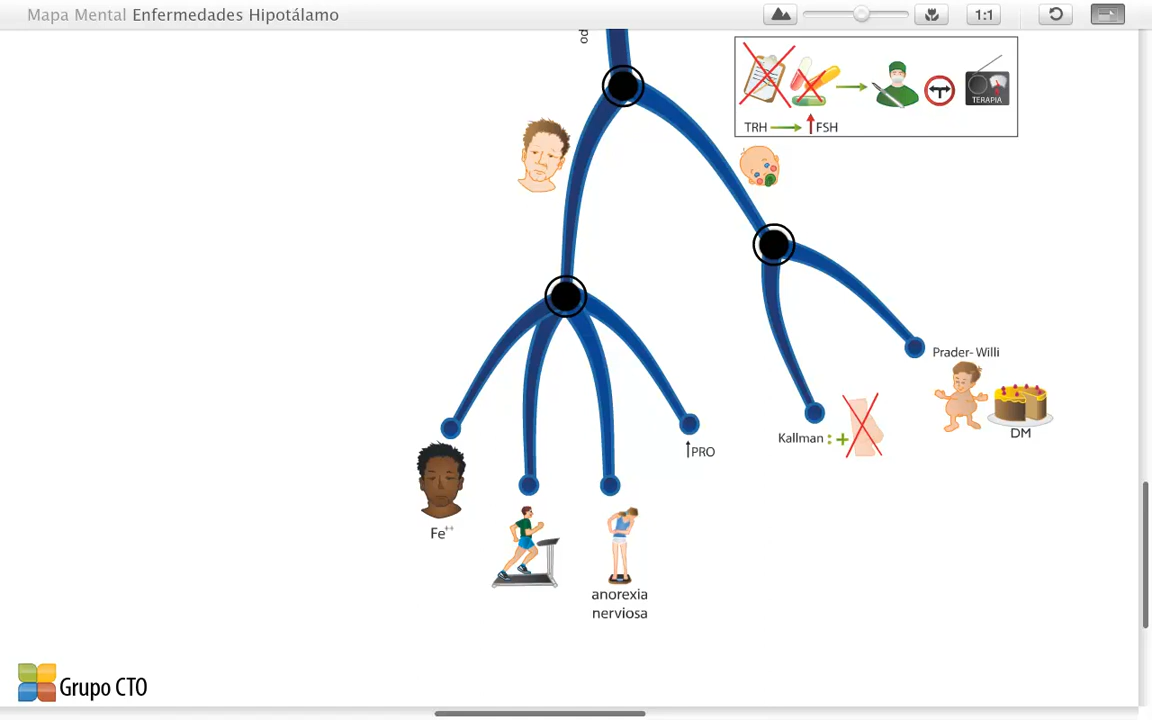 Mapa Mental Enfermedades Hipotálamo
1:1
od
TERAPIA
TRH FSH
Prader- Willi
DM
Kallman : +
PRO
Fe++
anorexia
nerviosa
Grupo CTO